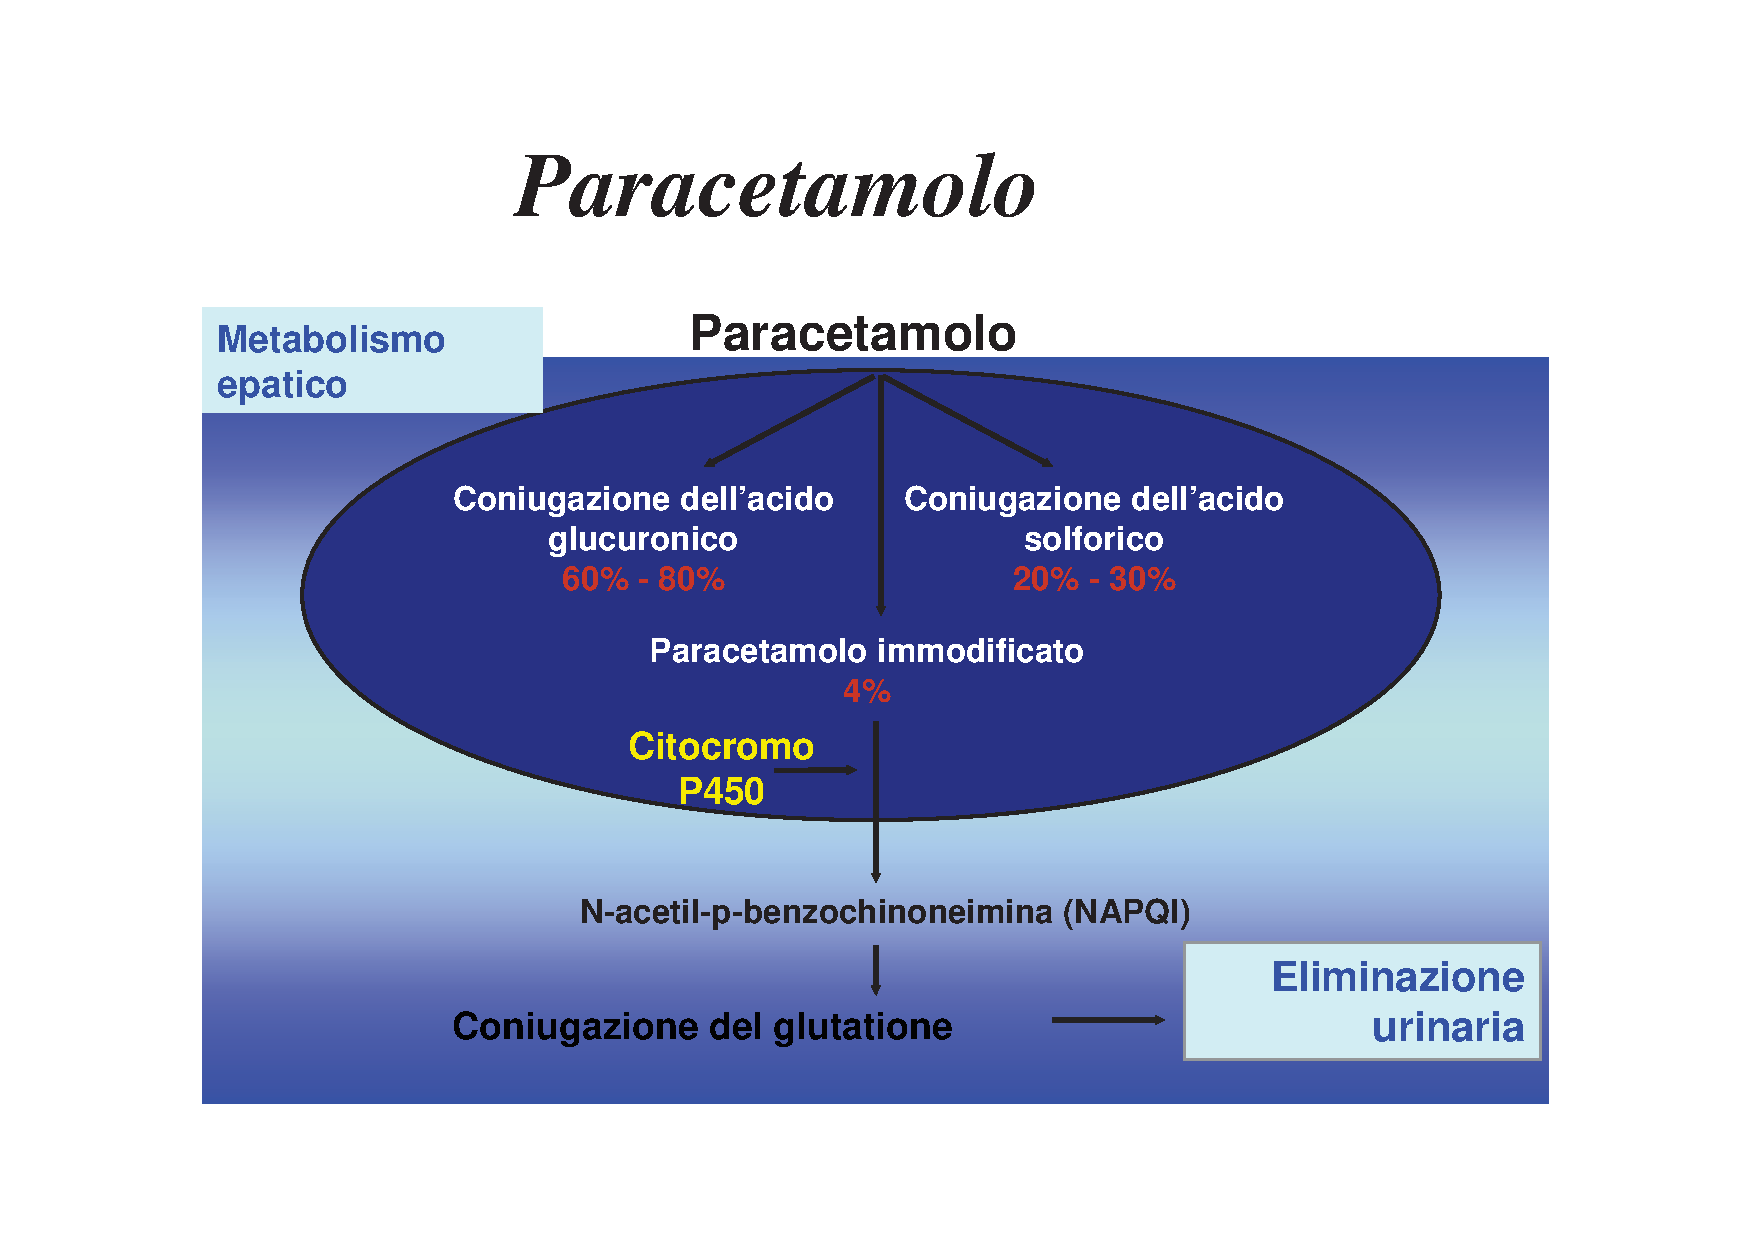 Paracetamolo
Metabolismo
epatico
Paracetamolo
Coniugazione dell’acido
glucuronico
60% - 80%
Coniugazione dell’acido
solforico
20% - 30%
Paracetamolo immodificato
4%
Citocromo
P450
N-acetil-p-benzochinoneimina (NAPQI)
Coniugazione del glutatione
Eliminazione
urinaria